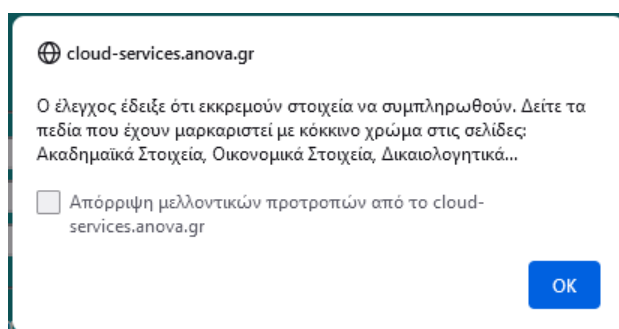 cloud-services.anova.gr
Ο έλεγχος έδειξε ότι εκκρεμούν στοιχεία να συμπληρωθούν. Δείτε τα
πεδία που έχουν μαρκαριστεί με κόκκινο χρώμα στις σελίδες:
Ακαδημαϊκά Στοιχεία, Οικονομικά Στοιχεία, Δικαιολογητικά...
Απόρριψη μελλοντικών προτροπών από το cloud-
services.anova.gr
OK